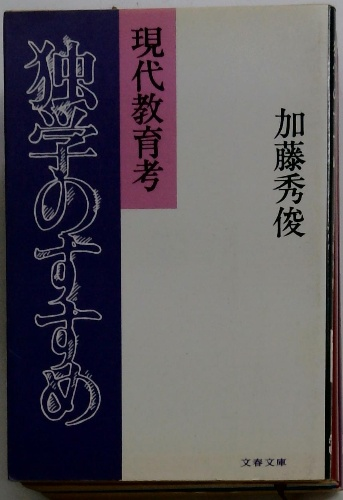 加藤秀俊
現代教育考
独学のすすめ
文春文庫